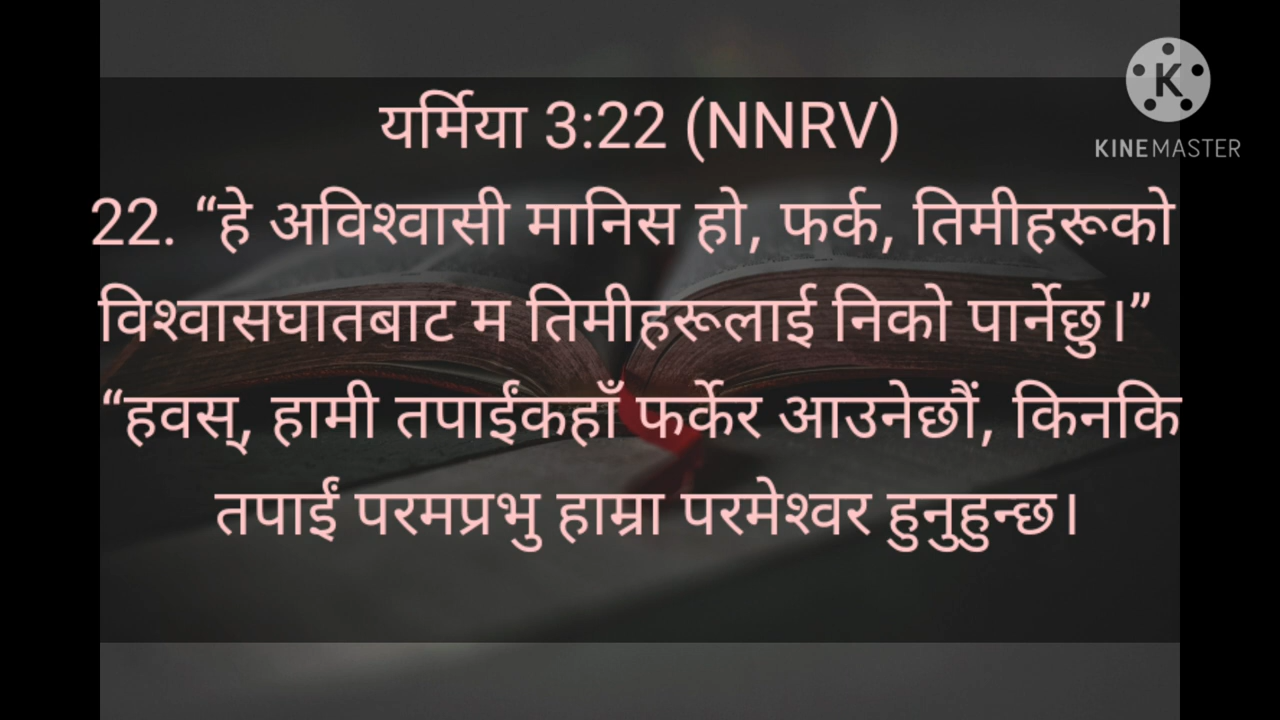 यर्मिया 3:22 (NNRV)
22. “हे अविश्वासी मानिस हो, फर्क, तिमीहरूको
विश्वासघातबाट म तिमीहरूलाई निको पार्नेछु।”
“हवस्, हामी तपाईंकहाँ फर्केर आउनेछौं, किनकि
तपाईं परमप्रभु हाम्रा परमेश्वर हुनुहुन्छ।
K
KINEMASTER